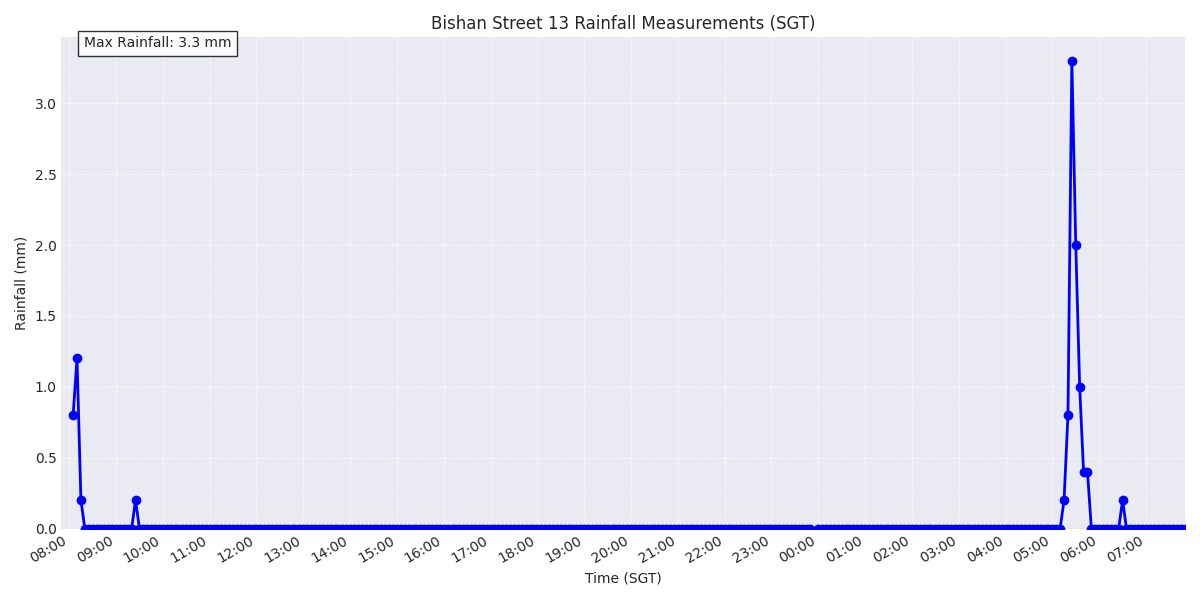 Bishan Street 13 Rainfall Measurements (SGT)
Max Rainfall: 3.3 mm
Rainfall (mm)
3.0
2.5
2.0
1.5
1.0
0.5
0.0
08:00 09:00 10:00 11:00 12:00 13:00 14:00 15:00 16:00 17:00 18:00 19:00 20:00 21:00 22:00 23:00 00:00 01:00 02:00 03:00 04:00 05:00 06:00 07:00
Time (SGT)